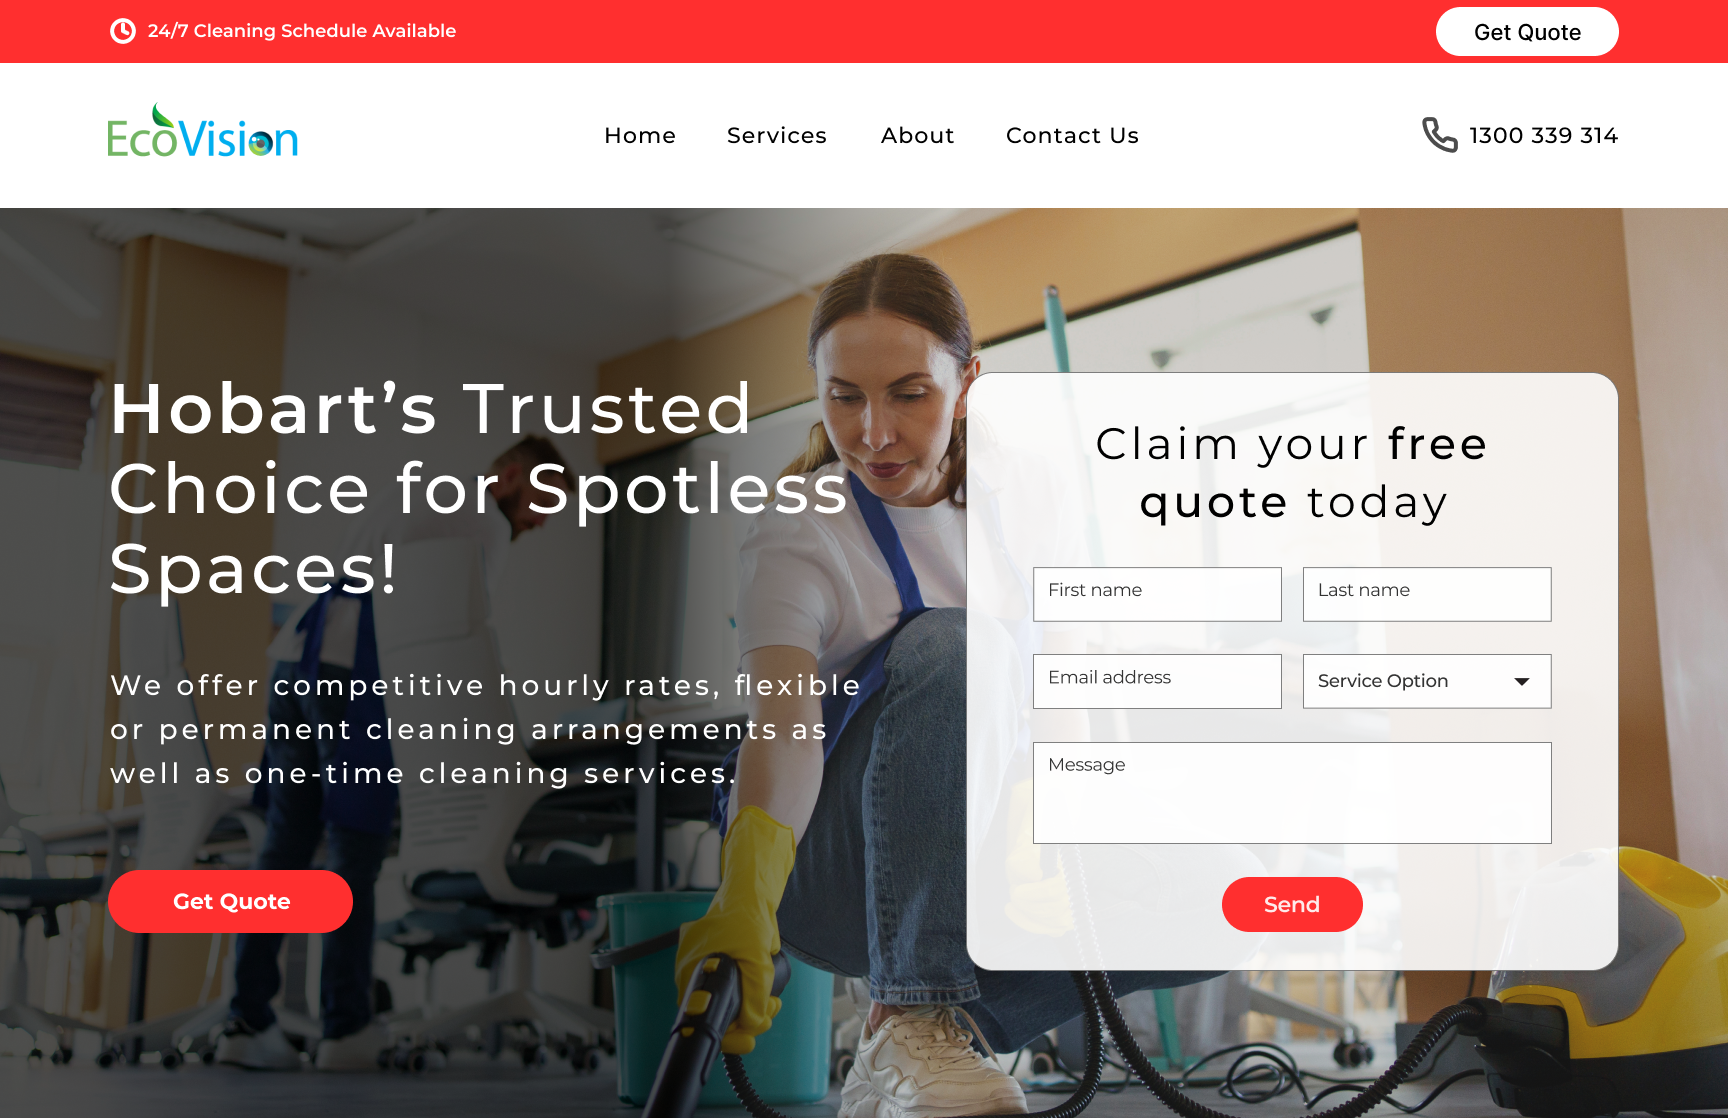 24/7 Cleaning Schedule Available
Get Quote
EcoVision
Home
Services
About
Contact Us
1300 339 314
Hobart’s Trusted
Choice for Spotless
Spaces!
We offer competitive hourly rates, flexible
or permanent cleaning arrangements as
well as one-time cleaning services.
Get Quote
Claim your free
quote today
First name
Last name
Email address
Service Option
Message
Send